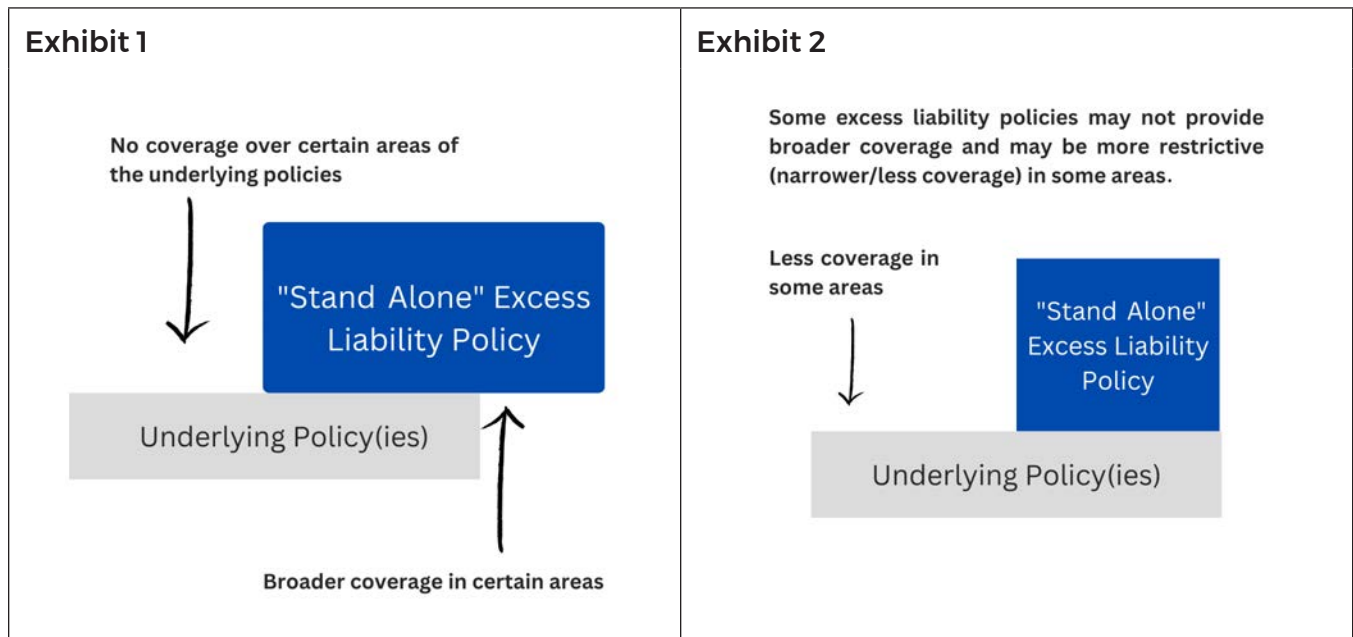 Exhibit 1
No coverage over certain areas of
the underlying policies
"Stand Alone" Excess
Liability Policy
Underlying Policy(ies)
Broader coverage in certain areas
Exhibit 2
Some excess liability policies may not provide
broader coverage and may be more restrictive
(narrower/less coverage) in some areas.
Less coverage in
some areas
"Stand Alone"
Excess Liability
Policy
Underlying Policy(ies)